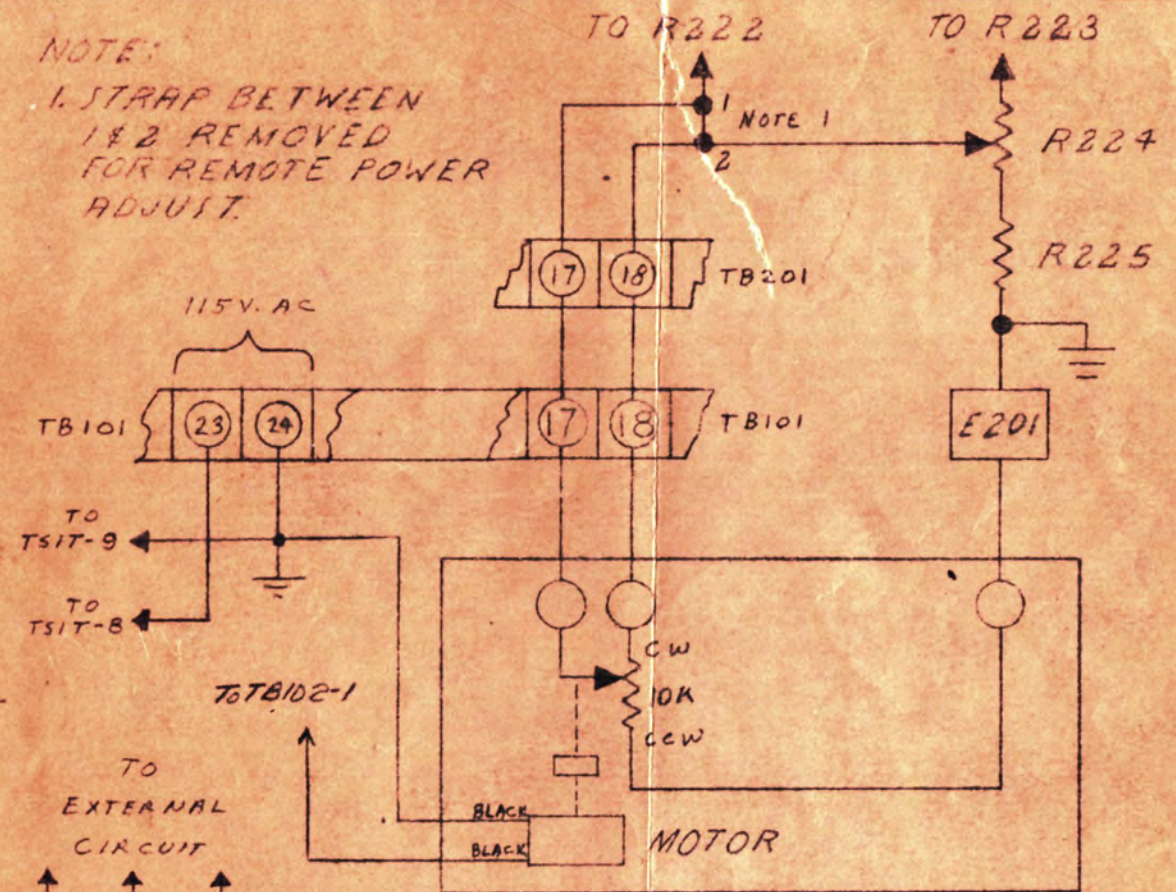 NOTE:
1. STRAP BETWEEN
1 & 2 REMOVED
FOR REMOTE POWER
ADJUST.
TO R222
TO R223
1
NOTE 1
2
R224
R225
17
18
TB201
115V. AC
TB101
23
24
17
18
TB101
E201
TO
TS1T-9
TO
TS1T-8
CW
10K
CCW
TO TB102-1
TO
EXTERNAL
CIRCUIT
BLACK
BLACK
MOTOR